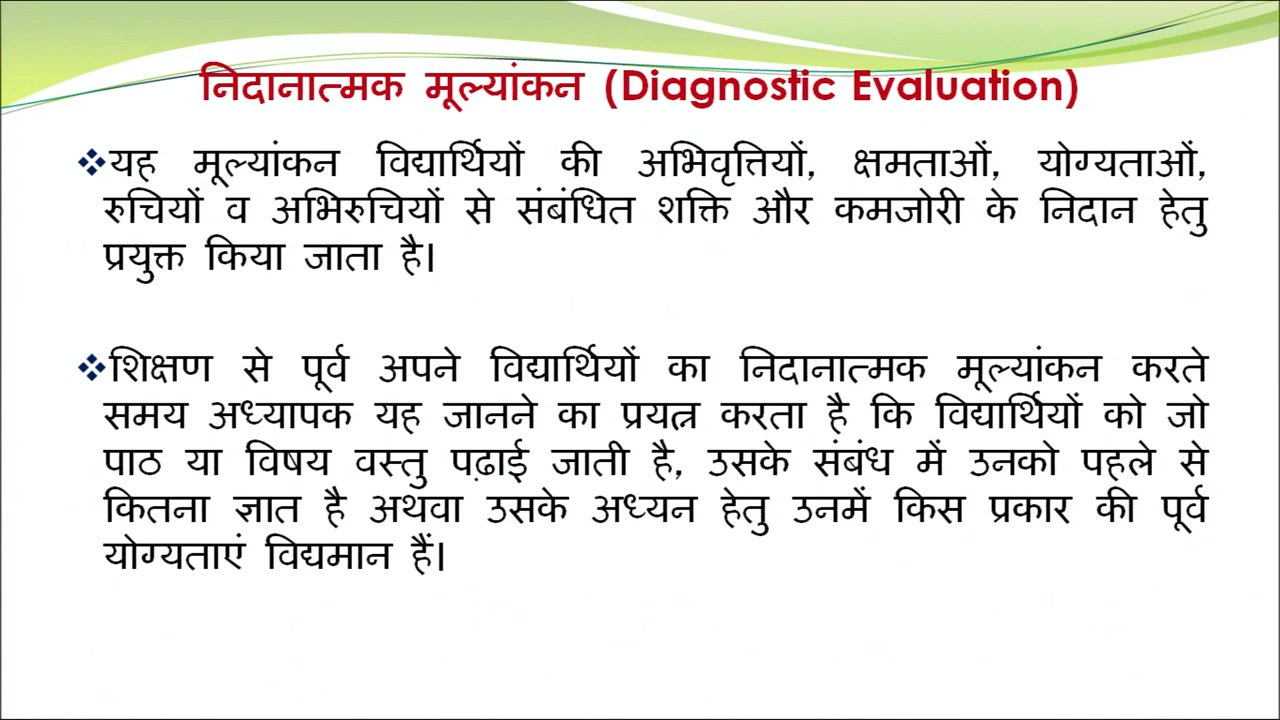 निदानात्मक मूल्यांकन (Diagnostic Evaluation)
❖यह मूल्यांकन विद्यार्थियों की अभिवृत्तियों, क्षमताओं, योग्यताओं,
रुचियों व अभिरुचियों से संबंधित शक्ति और कमजोरी के निदान हेतु
प्रयुक्त किया जाता है।
❖शिक्षण से पूर्व अपने विद्यार्थियों का निदानात्मक मूल्यांकन करते
समय अध्यापक यह जानने का प्रयत्न करता है कि विद्यार्थियों को जो
पाठ या विषय वस्तु पढ़ाई जाती है, उसके संबंध में उनको पहले से
कितना ज्ञात है अथवा उसके अध्यन हेतु उनमें किस प्रकार की पूर्व
योग्यताएं विद्यमान हैं।